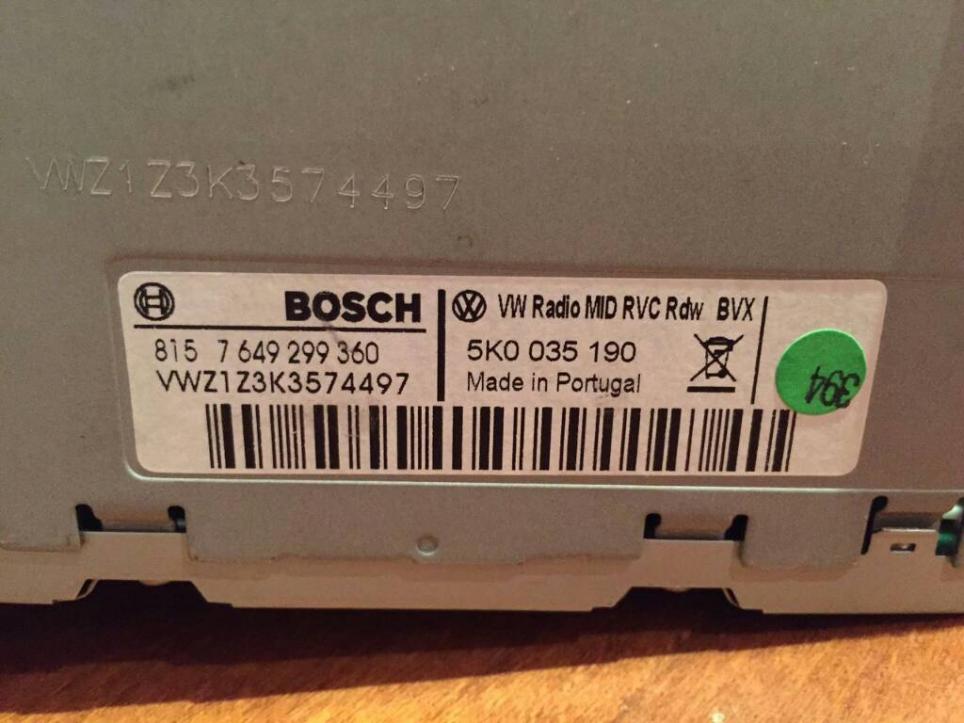 VWZ1Z3K3574497
BOSCH
815 7 649 299 360
VWZ1Z3K3574497
VW Radio MID RVC Rdw BVX
5K0 035 190
Made in Portugal
394